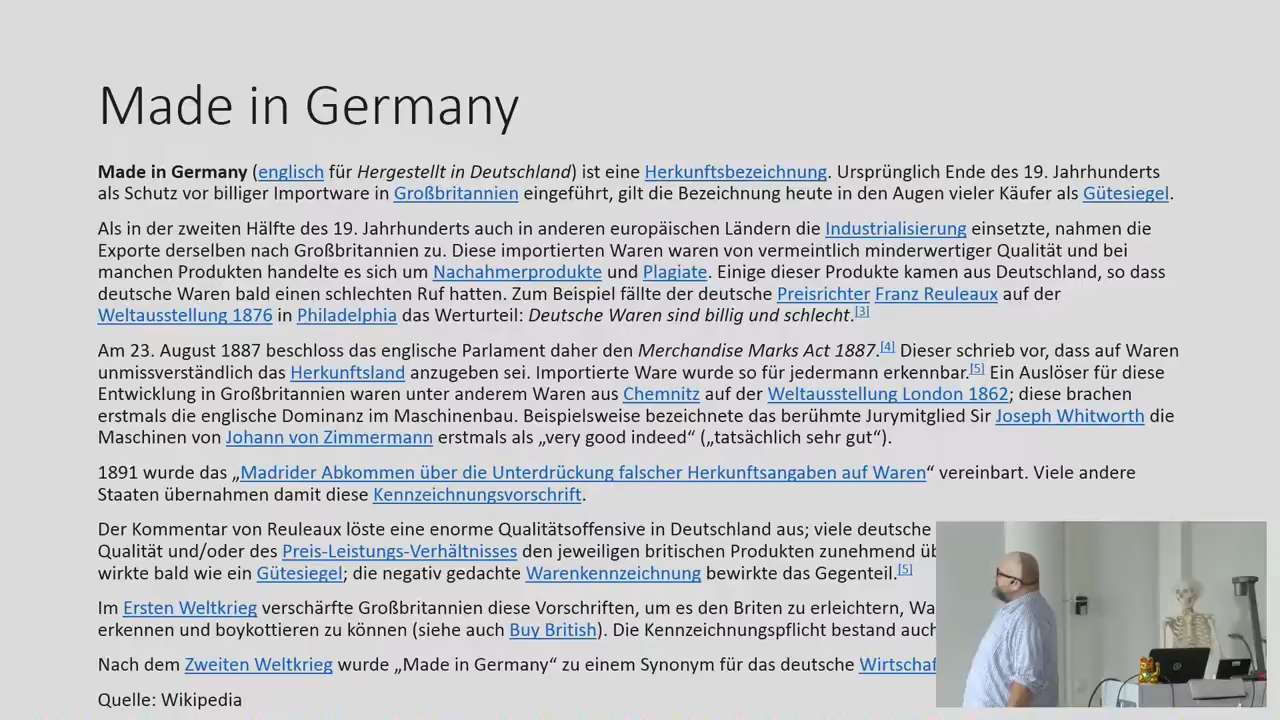 Made in Germany
Made in Germany (englisch für Hergestellt in Deutschland) ist eine Herkunftsbezeichnung. Ursprünglich Ende des 19. Jahrhunderts
als Schutz vor billiger Importware in Großbritannien eingeführt, gilt die Bezeichnung heute in den Augen vieler Käufer als Gütesiegel.
Als in der zweiten Hälfte des 19. Jahrhunderts auch in anderen europäischen Ländern die Industrialisierung einsetzte, nahmen die
Exporte derselben nach Großbritannien zu. Diese importierten Waren waren von vermeintlich minderwertiger Qualität und bei
manchen Produkten handelte es sich um Nachahmerprodukte und Plagiate. Einige dieser Produkte kamen aus Deutschland, so dass
deutsche Waren bald einen schlechten Ruf hatten. Zum Beispiel fällte der deutsche Preisrichter Franz Reuleaux auf der
Weltausstellung 1876 in Philadelphia das Werturteil: Deutsche Waren sind billig und schlecht.[3]
Am 23. August 1887 beschloss das englische Parlament daher den Merchandise Marks Act 1887.[4] Dieser schrieb vor, dass auf Waren
unmissverständlich das Herkunftsland anzugeben sei. Importierte Ware wurde so für jedermann erkennbar.[5] Ein Auslöser für diese
Entwicklung in Großbritannien waren unter anderem Waren aus Chemnitz auf der Weltausstellung London 1862; diese brachen
erstmals die englische Dominanz im Maschinenbau. Beispielsweise bezeichnete das berühmte Jurymitglied Sir Joseph Whitworth die
Maschinen von Johann von Zimmermann erstmals als „very good indeed“ („tatsächlich sehr gut“).
1891 wurde das „Madrider Abkommen über die Unterdrückung falscher Herkunftsangaben auf Waren“ vereinbart. Viele andere
Staaten übernahmen damit diese Kennzeichnungsvorschrift.
Der Kommentar von Reuleaux löste eine enorme Qualitätsoffensive in Deutschland aus; viele deutsche
Qualität und/oder des Preis-Leistungs-Verhältnisses den jeweiligen britischen Produkten zunehmend üb
wirkte bald wie ein Gütesiegel; die negativ gedachte Warenkennzeichnung bewirkte das Gegenteil.[5]
Im Ersten Weltkrieg verschärfte Großbritannien diese Vorschriften, um es den Briten zu erleichtern, Wa
erkennen und boykottieren zu können (siehe auch Buy British). Die Kennzeichnungspflicht bestand auch
Nach dem Zweiten Weltkrieg wurde „Made in Germany“ zu einem Synonym für das deutsche Wirtschaf
Quelle: Wikipedia